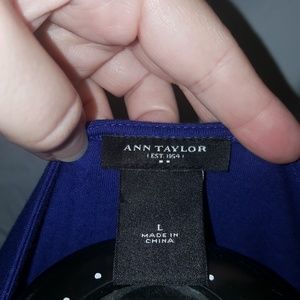 ANN TAYLOR
EST. 1954
L
MADE IN
CHINA